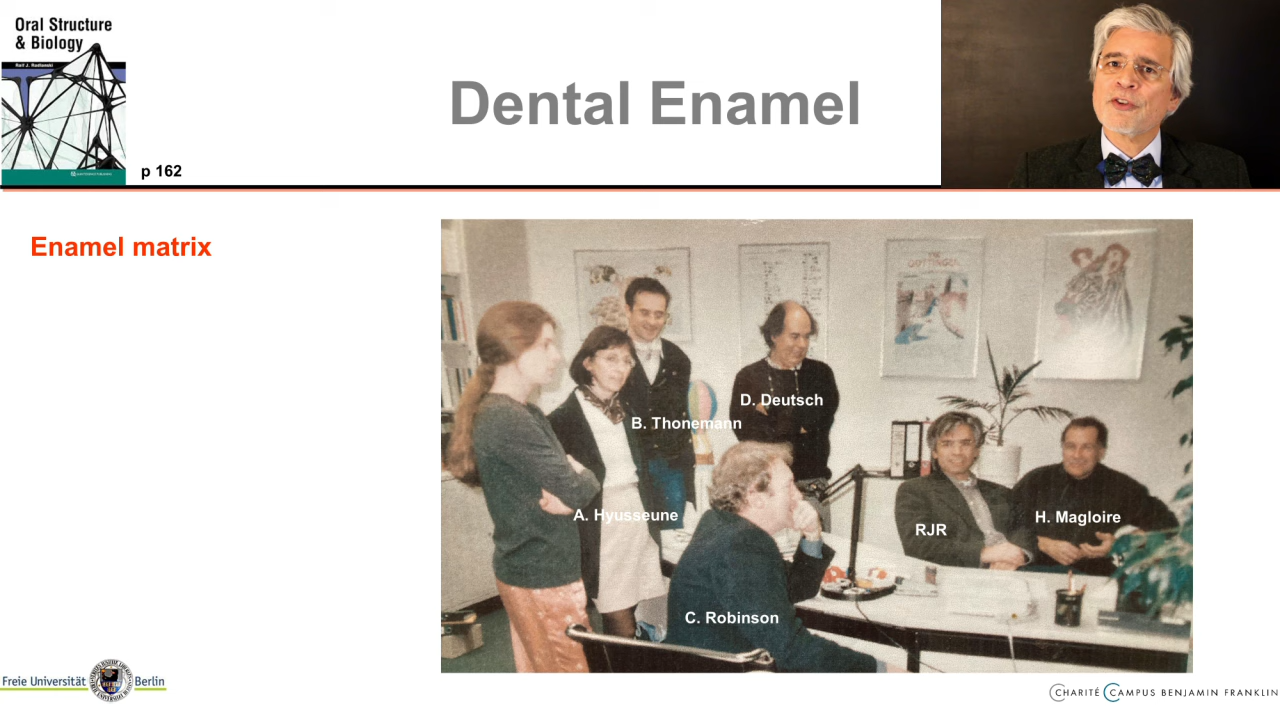 Oral Structure
& Biology
Ralf J. Radlanski
p 162
Dental Enamel
Enamel matrix
D. Deutsch
B. Thonemann
A. Hyusseune
RJR
H. Magloire
C. Robinson
Freie Universität
Berlin
CHARITÉ CAMPUS BENJAMIN FRANKLIN